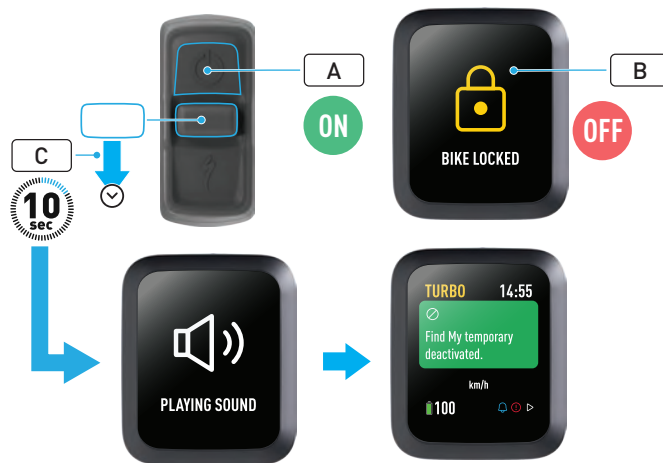 A
ON
BIKE LOCKED
B
OFF
C
10
sec
PLAYING SOUND
TURBO 14:55
Find My temporary
deactivated.
km/h
100